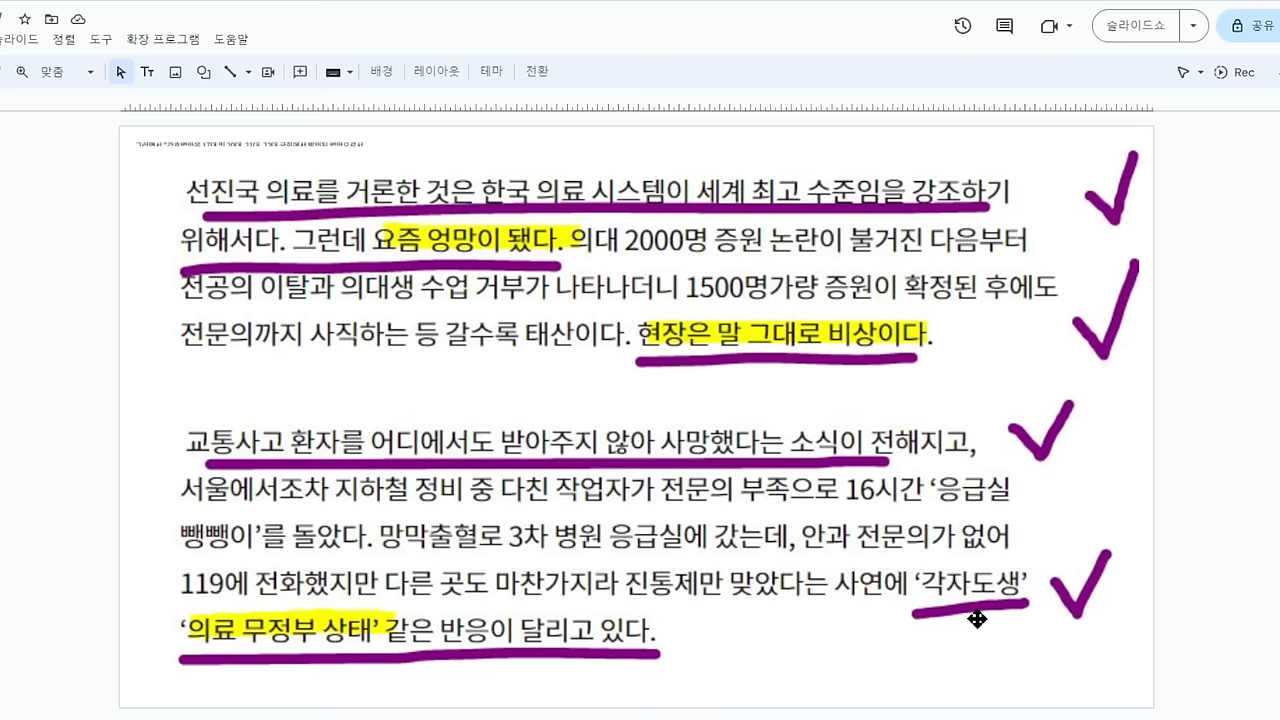 슬라이드 정렬 도구 확장 프로그램 도움말
슬라이드쇼
공유
맞춤
Tт
배경 레이아웃 테마 전환
Rec
선진국 의료를 거론한 것은 한국 의료 시스템이 세계 최고 수준임을 강조하기
위해서다. 그런데 요즘 엉망이 됐다. 의대 2000명 증원 논란이 불거진 다음부터
전공의 이탈과 의대생 수업 거부가 나타나더니 1500명가량 증원이 확정된 후에도
전문의까지 사직하는 등 갈수록 태산이다. 현장은 말 그대로 비상이다.
교통사고 환자를 어디에서도 받아주지 않아 사망했다는 소식이 전해지고,
서울에서조차 지하철 정비 중 다친 작업자가 전문의 부족으로 16시간 ‘응급실
뺑뺑이’를 돌았다. 망막출혈로 3차 병원 응급실에 갔는데, 안과 전문의가 없어
119에 전화했지만 다른 곳도 마찬가지라 진통제만 맞았다는 사연에 ‘각자도생’
‘의료 무정부 상태’ 같은 반응이 달리고 있다.